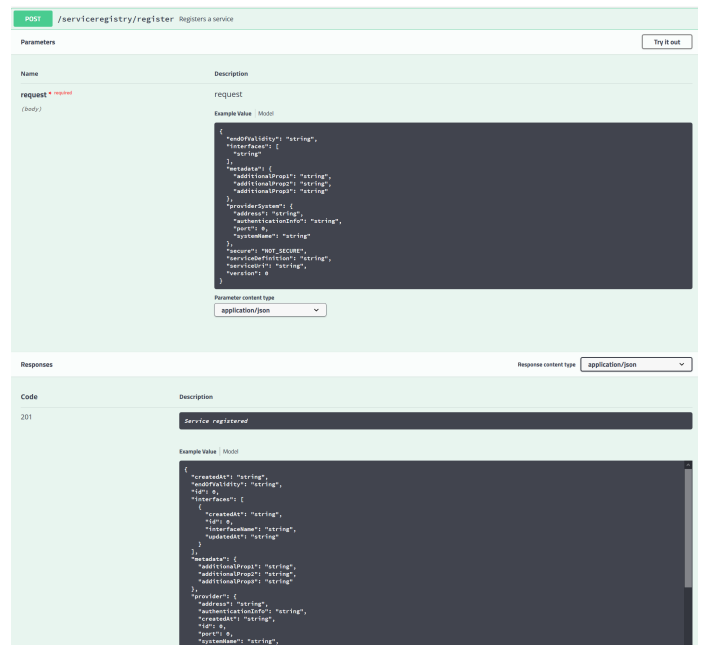 POST /serviceregistry/register Registers a service
Parameters
Try it out
Name Description
request * required request
(body)
Example Value Model
{
"endOfValidity": "string",
"interfaces": [
"string"
],
"metadata": {
"additionalProp1": "string",
"additionalProp2": "string",
"additionalProp3": "string"
},
"providerSystem": {
"address": "string",
"authenticationInfo": "string",
"port": 0,
"systemName": "string"
},
"secure": "NOT_SECURE",
"serviceDefinition": "string",
"serviceUri": "string",
"version": 0
}
Parameter content type
application/json
Responses Response content type application/json
Code Description
201 Service registered
Example Value Model
{
"createdAt": "string",
"endOfValidity": "string",
"id": 0,
"interfaces": [
{
"createdAt": "string",
"id": 0,
"interfaceName": "string",
"updatedAt": "string"
}
],
"metadata": {
"additionalProp1": "string",
"additionalProp2": "string",
"additionalProp3": "string"
},
"provider": {
"address": "string",
"authenticationInfo": "string",
"createdAt": "string",
"id": 0,
"port": 0,
"systemName": "string",